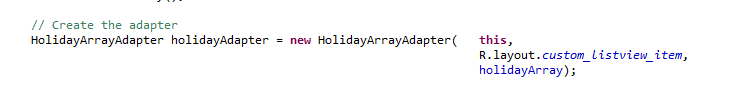 // Create the adapter
HolidayArrayAdapter holidayAdapter = new HolidayArrayAdapter(   this,
R.layout.custom_listview_item,
holidayArray);